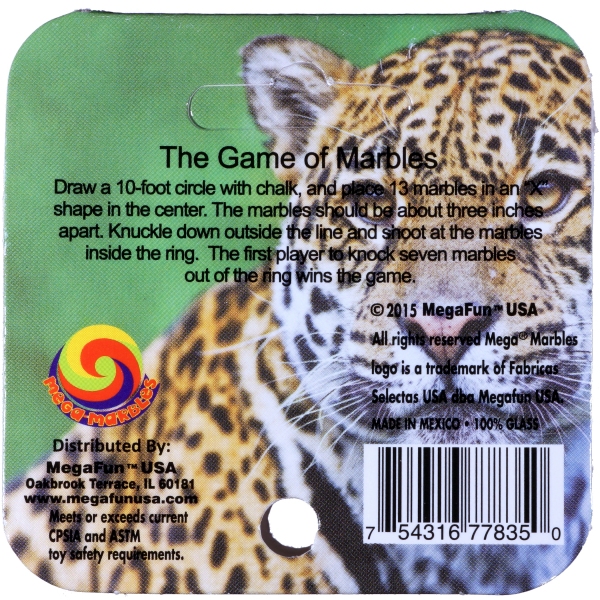 The Game of Marbles
Draw a 10-foot circle with chalk, and place 13 marbles in an "X"
shape in the center. The marbles should be about three inches
apart. Knuckle down outside the line and shoot at the marbles
inside the ring. The first player to knock seven marbles
out of the ring wins the game.
© 2015 MegaFun™ USA
All rights reserved Mega® Marbles
logo is a trademark of Fabricas
Selectas USA dba Megafun USA.
MADE IN MEXICO • 100% GLASS
MEGA MARBLES
Distributed By:
MegaFun™ USA
Oakbrook Terrace, IL 60181
www.megafunusa.com
Meets or exceeds current
CPSIA and ASTM
toy safety requirements.
7 54316 77835 0